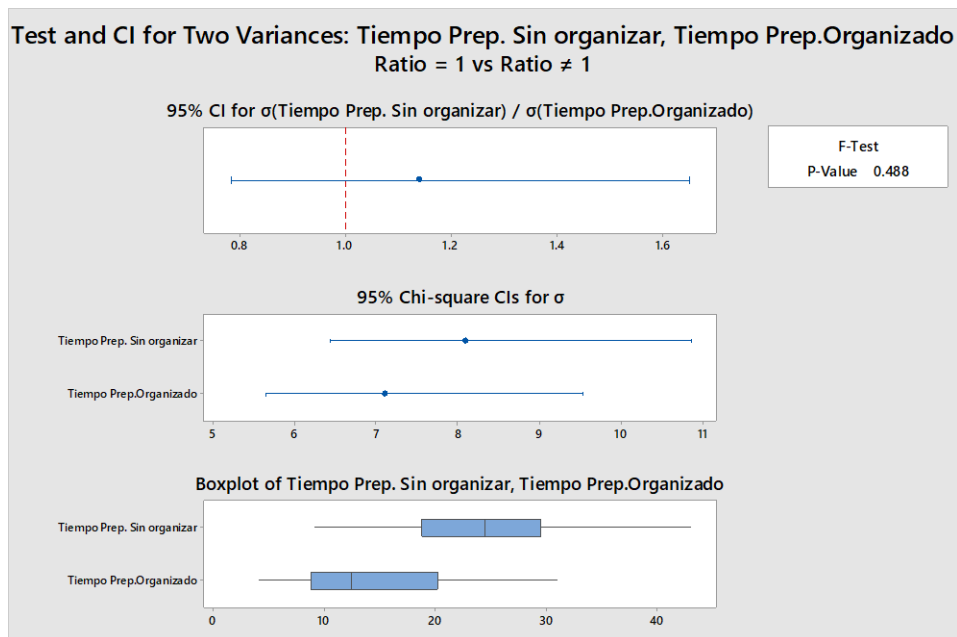 Test and CI for Two Variances: Tiempo Prep. Sin organizar, Tiempo Prep.Organizado
Ratio = 1 vs Ratio ≠ 1
95% CI for σ(Tiempo Prep. Sin organizar) / σ(Tiempo Prep.Organizado)
F-Test
P-Value 0.488
0.8 1.0 1.2 1.4 1.6
95% Chi-square CIs for σ
Tiempo Prep. Sin organizar
Tiempo Prep.Organizado
5 6 7 8 9 10 11
Boxplot of Tiempo Prep. Sin organizar, Tiempo Prep.Organizado
Tiempo Prep. Sin organizar
Tiempo Prep.Organizado
0 10 20 30 40